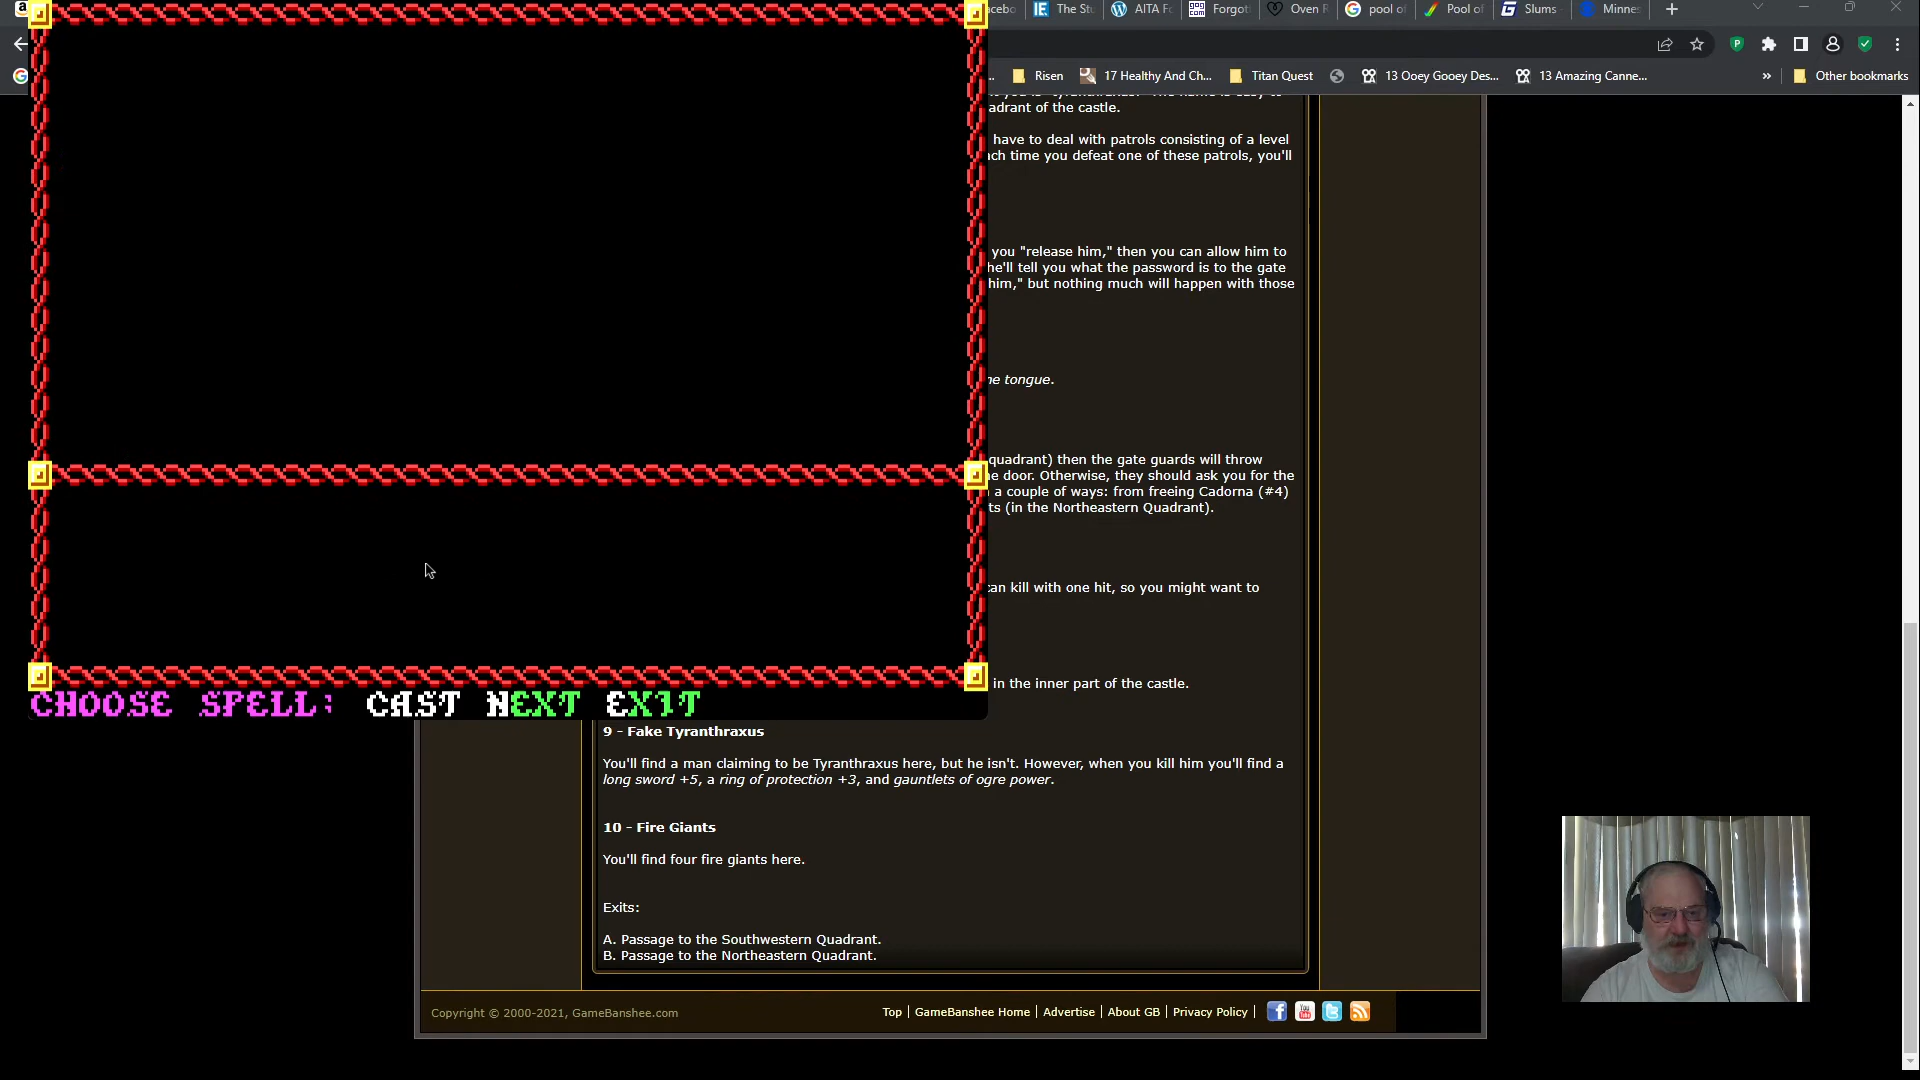 acebo
The Stu
AITA Fo
Forgot
Oven R
pool of
Pool of
Slums
Minnes
Risen
17 Healthy And Ch...
Titan Quest
13 Ooey Gooey Des...
13 Amazing Canne...
»
Other bookmarks
adrant of the castle.
have to deal with patrols consisting of a level
ach time you defeat one of these patrols, you'll
you "release him," then you can allow him to
he'll tell you what the password is to the gate
him," but nothing much will happen with those
ne tongue.
quadrant) then the gate guards will throw
ne door. Otherwise, they should ask you for the
a couple of ways: from freeing Cadorna (#4)
ts (in the Northeastern Quadrant).
can kill with one hit, so you might want to
in the inner part of the castle.
CHOOSE SPELL: CAST NEXT EXIT
9 - Fake Tyranthraxus
You'll find a man claiming to be Tyranthraxus here, but he isn't. However, when you kill him you'll find a
long sword +5, a ring of protection +3, and gauntlets of ogre power.
10 - Fire Giants
You'll find four fire giants here.
Exits:
A. Passage to the Southwestern Quadrant.
B. Passage to the Northeastern Quadrant.
Copyright © 2000-2021, GameBanshee.com
Top | GameBanshee Home | Advertise | About GB | Privacy Policy |